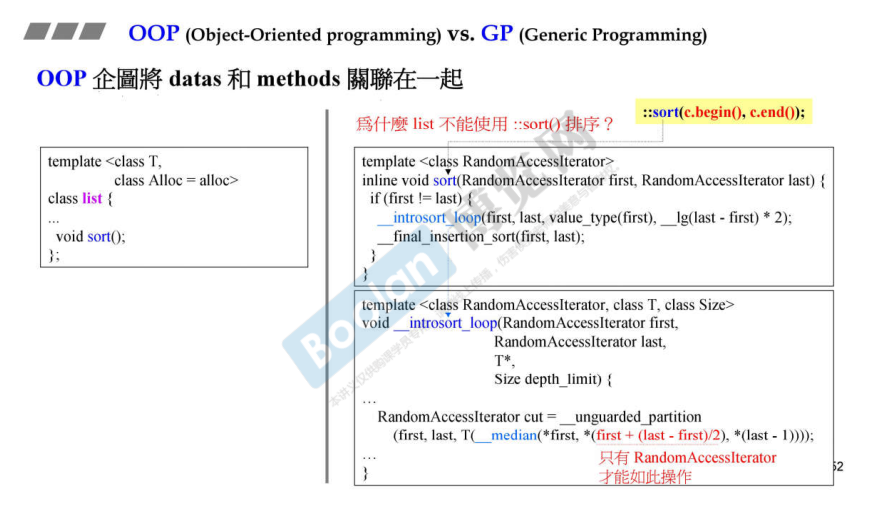 OOP (Object-Oriented programming) vs. GP (Generic Programming)
OOP 企圖將 datas 和 methods 關聯在一起
template <class T,
class Alloc = alloc>
class list {
...
void sort();
};
為什麼 list 不能使用 ::sort() 排序？
::sort(c.begin(), c.end());
template <class RandomAccessIterator>
inline void sort(RandomAccessIterator first, RandomAccessIterator last) {
if (first != last) {
__introsort_loop(first, last, value_type(first), __lg(last - first) * 2);
__final_insertion_sort(first, last);
}
}
template <class RandomAccessIterator, class T, class Size>
void __introsort_loop(RandomAccessIterator first,
RandomAccessIterator last,
T*,
Size depth_limit) {
...
RandomAccessIterator cut = __unguarded_partition
(first, last, T(__median(*first, *(first + (last - first)/2), *(last - 1))));
...
}
只有 RandomAccessIterator
才能如此操作
52
Boolan
博览网